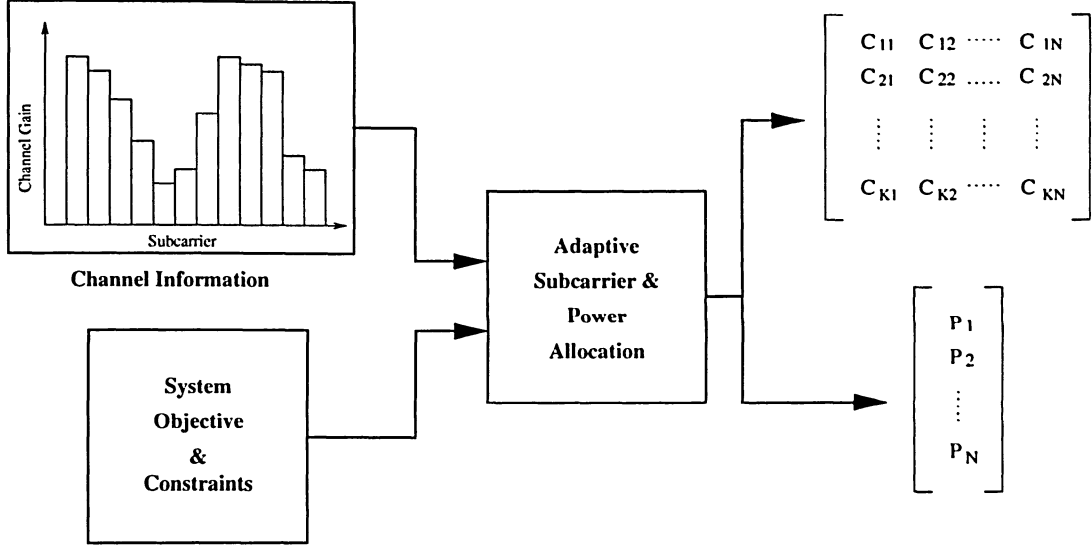 Channel Gain
Subcarrier
Channel Information
System
Objective
&
Constraints
Adaptive
Subcarrier &
Power
Allocation
C11 C12 ..... C1N
C21 C22 ..... C2N
CK1 CK2 ..... CKN
P1
P2
PN